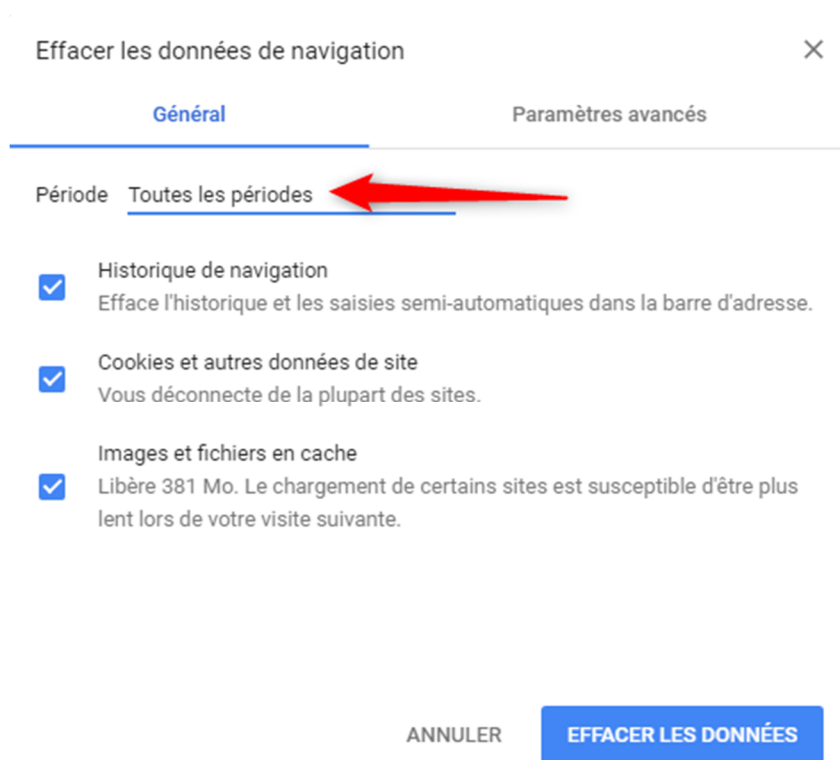 Effacer les données de navigation
Général
Paramètres avancés
Période Toutes les périodes
Historique de navigation
Efface l'historique et les saisies semi-automatiques dans la barre d'adresse.
Cookies et autres données de site
Vous déconnecte de la plupart des sites.
Images et fichiers en cache
Libère 381 Mo. Le chargement de certains sites est susceptible d'être plus
lent lors de votre visite suivante.
ANNULER
EFFACER LES DONNÉES